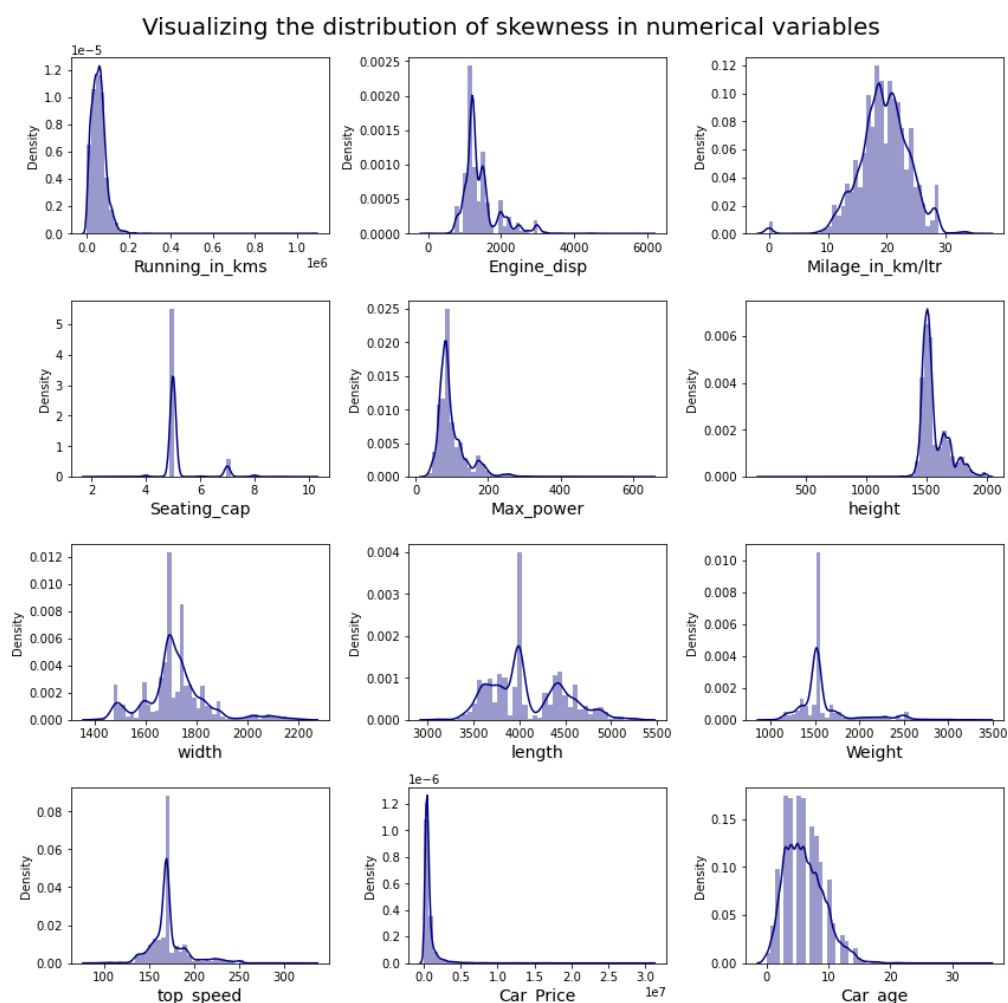 Visualizing the distribution of skewness in numerical variables
1e−5
Density
1.2
1.0
0.8
0.6
0.4
0.2
0.0
0.0 0.2 0.4 0.6 0.8 1.0
1e6
Running_in_kms
Density
0.0025
0.0020
0.0015
0.0010
0.0005
0.0000
0 2000 4000 6000
Engine_disp
Density
0.12
0.10
0.08
0.06
0.04
0.02
0.00
0 10 20 30
Milage_in_km/ltr
Density
5
4
3
2
1
0
2 4 6 8 10
Seating_cap
Density
0.025
0.020
0.015
0.010
0.005
0.000
0 200 400 600
Max_power
Density
0.006
0.004
0.002
0.000
500 1000 1500 2000
height
Density
0.012
0.010
0.008
0.006
0.004
0.002
0.000
1400 1600 1800 2000 2200
width
Density
0.004
0.003
0.002
0.001
0.000
3000 3500 4000 4500 5000 5500
length
Density
0.010
0.008
0.006
0.004
0.002
0.000
1000 1500 2000 2500 3000 3500
Weight
Density
0.08
0.06
0.04
0.02
0.00
100 150 200 250 300
top_speed
1e−6
Density
1.2
1.0
0.8
0.6
0.4
0.2
0.0
0.0 0.5 1.0 1.5 2.0 2.5 3.0
1e7
Car_Price
Density
0.15
0.10
0.05
0.00
0 10 20 30
Car_age